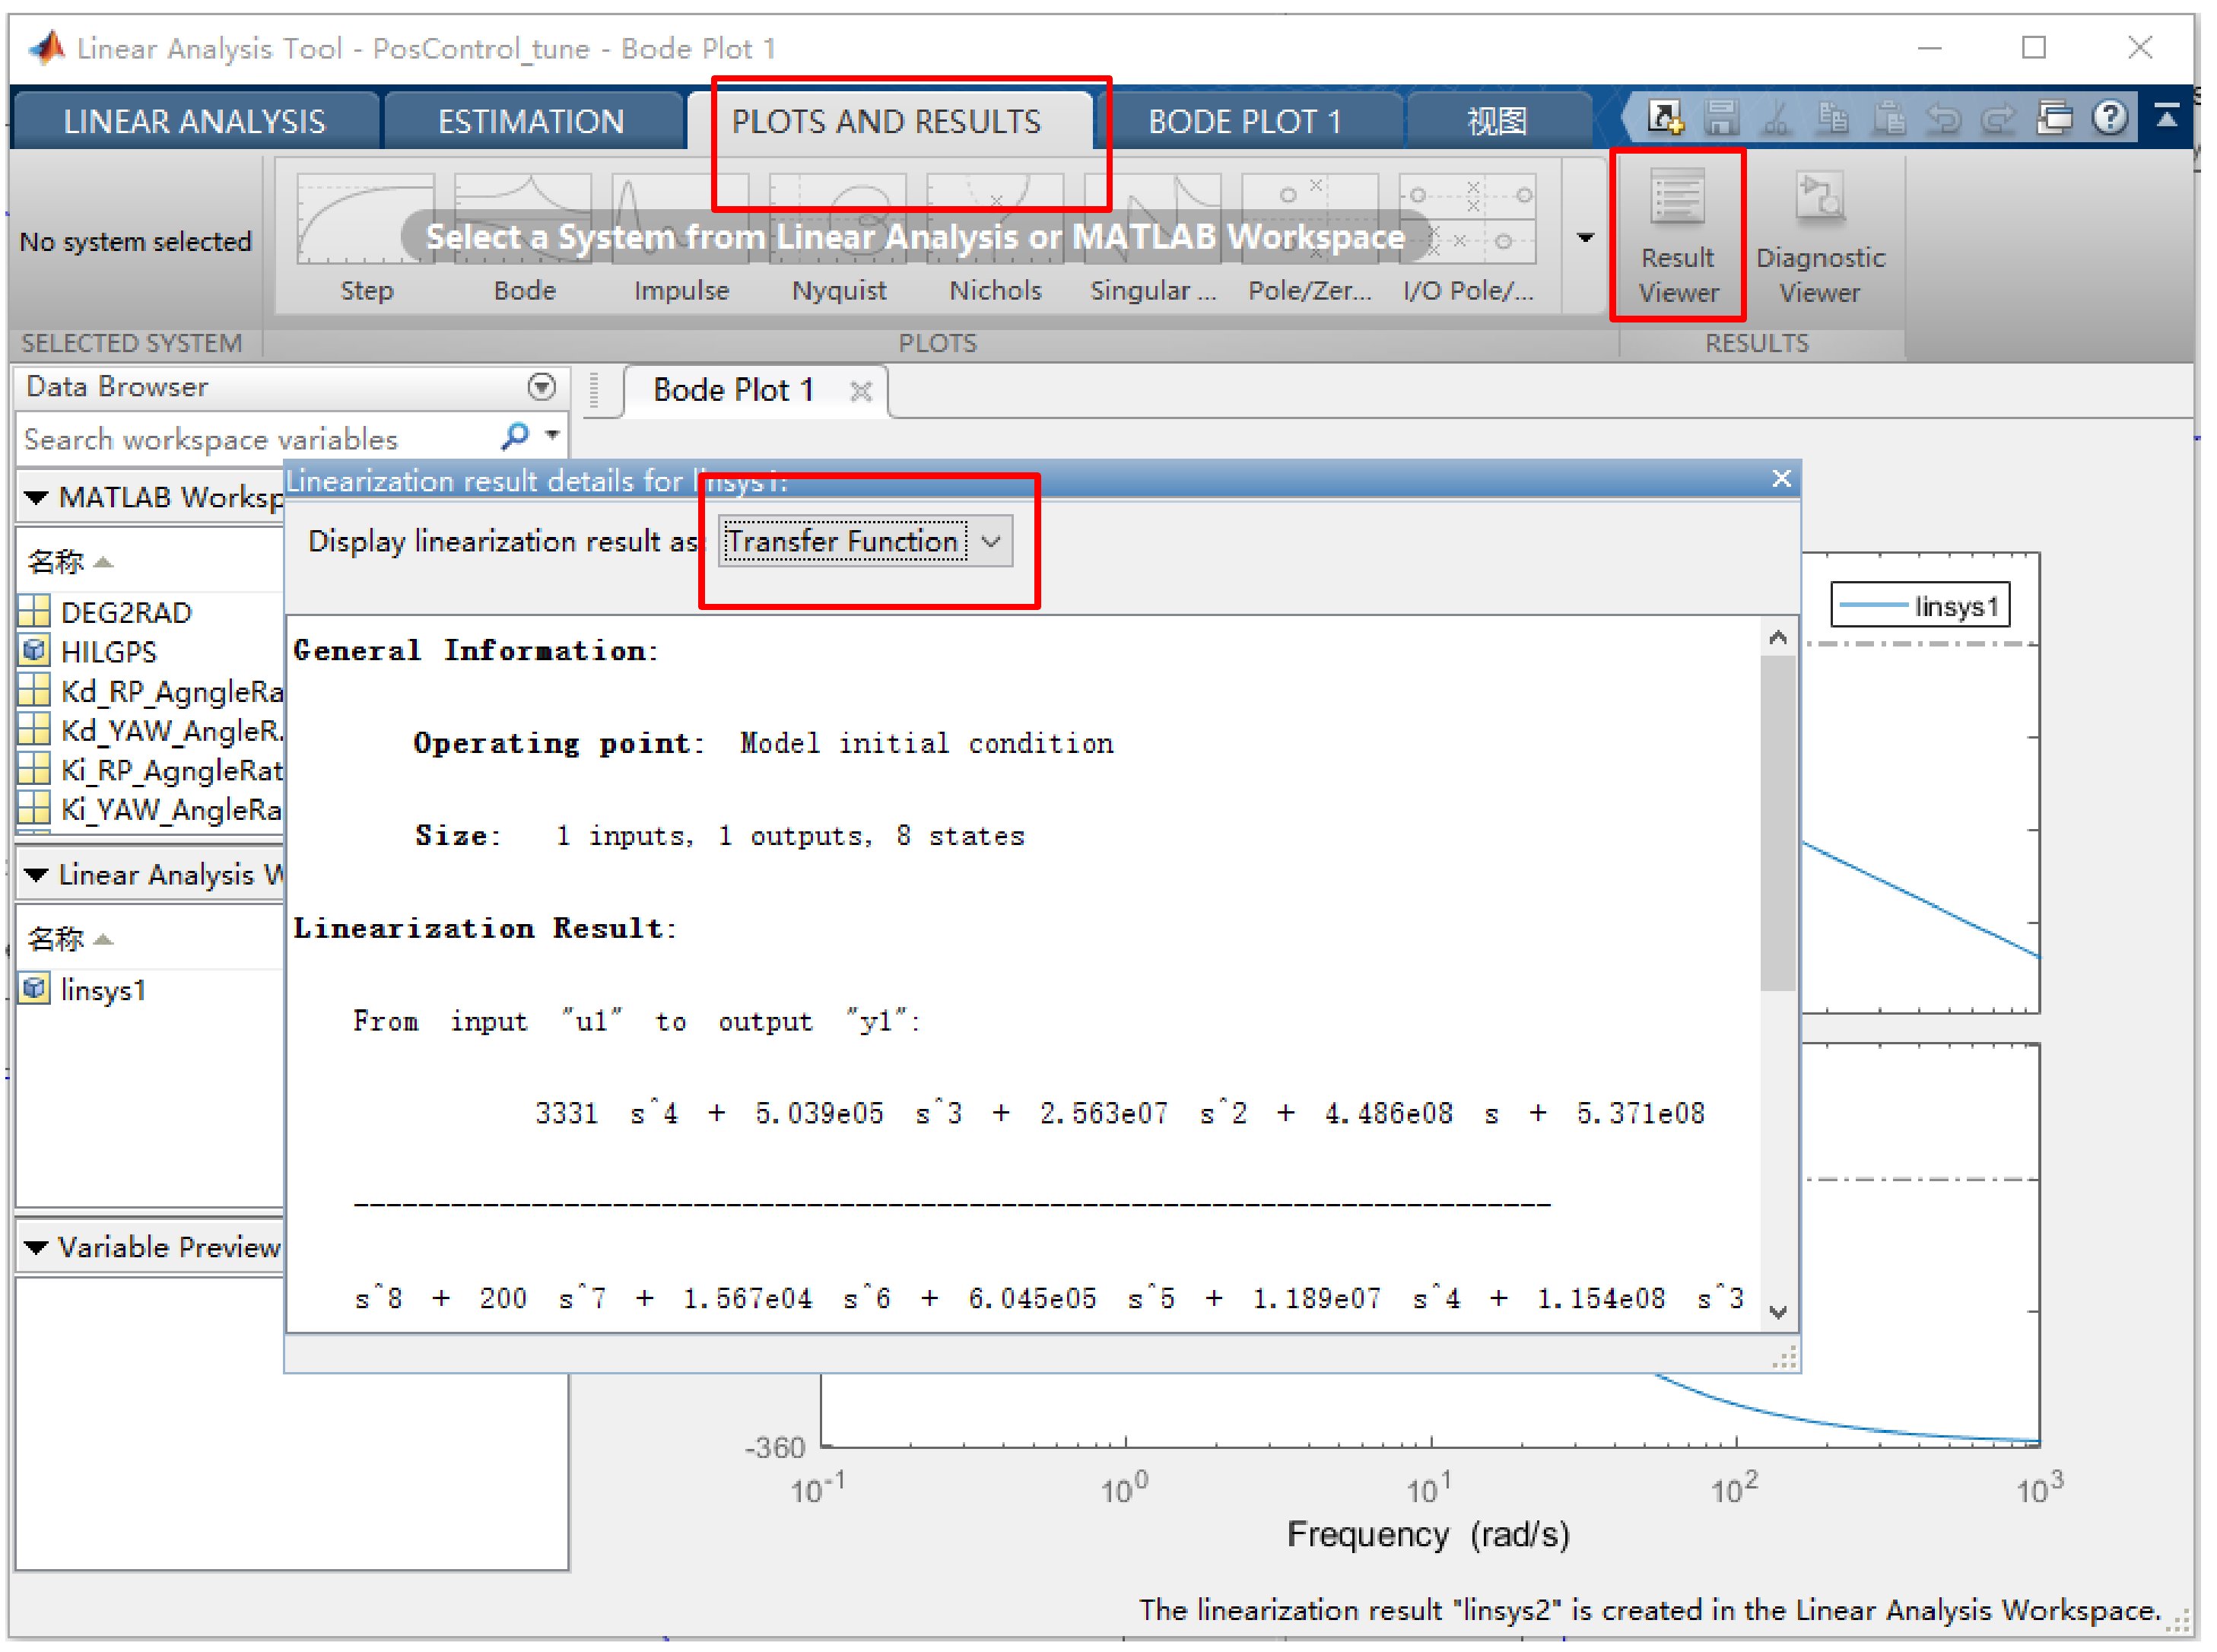 Linear Analysis Tool - PosControl_tune - Bode Plot 1
LINEAR ANALYSIS
ESTIMATION
PLOTS AND RESULTS
BODE PLOT 1
视图
No system selected
Select a System from Linear Analysis or MATLAB Workspace
Step
Bode
Impulse
Nyquist
Nichols
Singular ...
Pole/Zer...
I/O Pole/...
Result
Viewer
Diagnostic
Viewer
SELECTED SYSTEM
PLOTS
RESULTS
Data Browser
Bode Plot 1
Search workspace variables
MATLAB Worksp
名称
DEG2RAD
HILGPS
Kd_RP_AgngleRa
Kd_YAW_AngleR.
Ki_RP_AgngleRat
Ki_YAW_AngleRa
Linear Analysis W
名称
linsys1
Variable Preview
Linearization result details for linsys1:
Display linearization result as:
Transfer Function
General Information:
Operating point: Model initial condition
Size: 1 inputs, 1 outputs, 8 states
Linearization Result:
From input "u1" to output "y1":
3331 s^4 + 5.039e05 s^3 + 2.563e07 s^2 + 4.486e08 s + 5.371e08
---------------------------------------------------------------------------
s^8 + 200 s^7 + 1.567e04 s^6 + 6.045e05 s^5 + 1.189e07 s^4 + 1.154e08 s^3
linsys1
-360
10^-1 10^0 10^1 10^2 10^3
Frequency (rad/s)
The linearization result "linsys2" is created in the Linear Analysis Workspace.